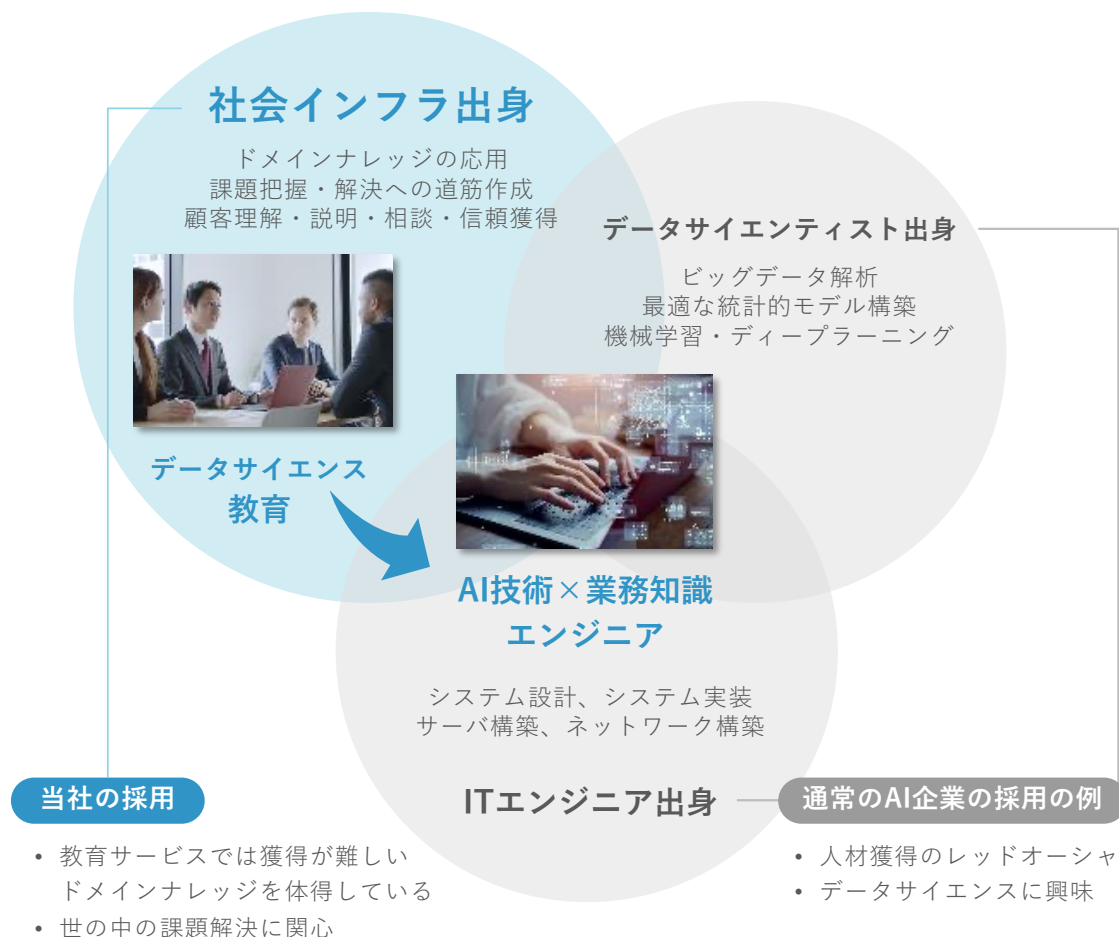 社会インフラ出身
ドメインナレッジの応用
課題把握・解決への道筋作成
顧客理解・説明・相談・信頼獲得
データサイエンティスト出身
ビッグデータ解析
最適な統計的モデル構築
機械学習・ディープラーニング
データサイエンス
教育
AI技術×業務知識
エンジニア
システム設計、システム実装
サーバ構築、ネットワーク構築
ITエンジニア出身
当社の採用
• 教育サービスでは獲得が難しい
ドメインナレッジを体得している
• 世の中の課題解決に関心
通常のAI企業の採用の例
• 人材獲得のレッドオーシャ
• データサイエンスに興味